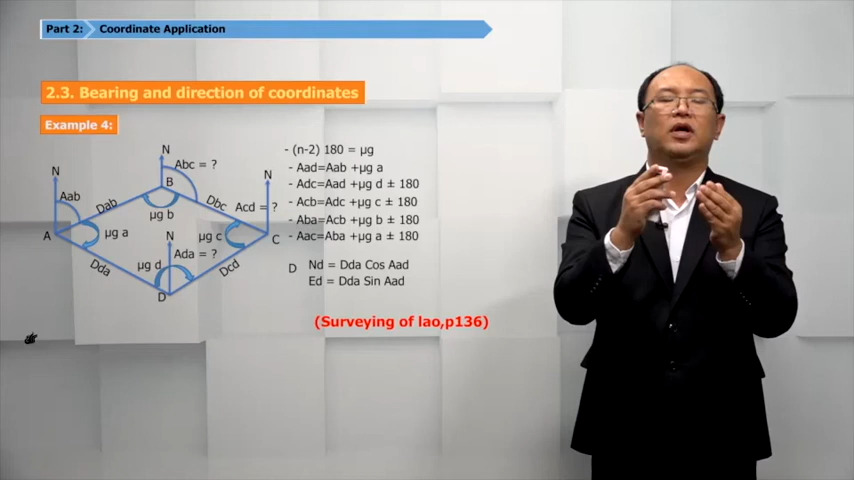 Part 2: Coordinate Application
2.3. Bearing and direction of coordinates
Example 4:
- (n-2) 180 = µg
- Aad=Aab +µg a
- Adc=Aad +µg d ± 180
- Acb=Adc +µg c ± 180
- Aba=Acb +µg b ± 180
- Aac=Aba +µg a ± 180
D Nd = Dda Cos Aad
Ed = Dda Sin Aad
(Surveying of lao,p136)
N
Abc = ?
N
B
N
Aab
Dab
µg b
Dbc
Acd = ?
A
µg a
N
µg c
C
Dda
µg d
Ada = ?
Dcd
D